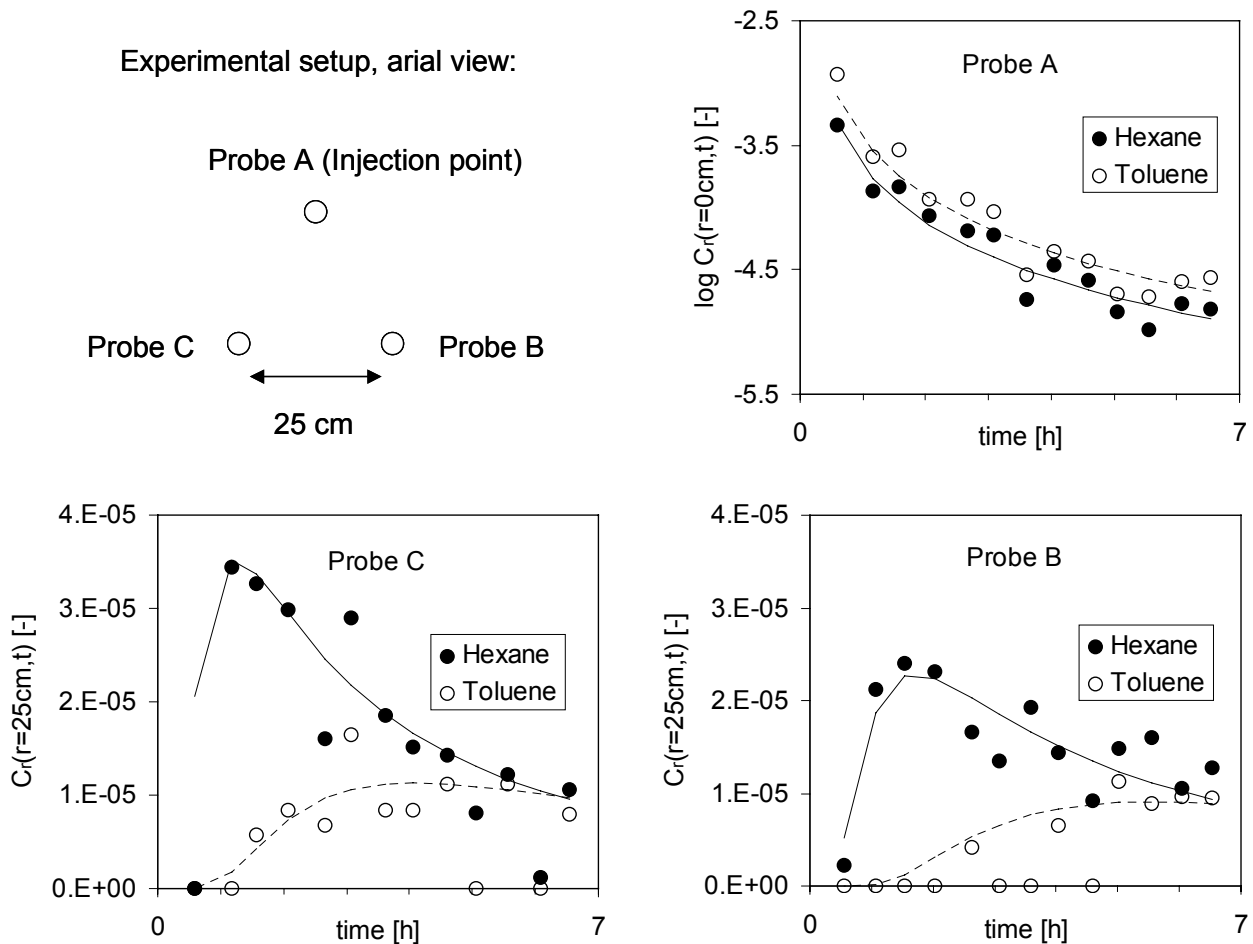 Experimental setup, arial view:
Probe A (Injection point)
Probe C
Probe B
25 cm
-2.5
-3.5
-4.5
-5.5
log Cr(r=0cm,t) [-]
Probe A
Hexane
Toluene
0
7
time [h]
4.E-05
3.E-05
2.E-05
1.E-05
0.E+00
Cr(r=25cm,t) [-]
Probe C
Hexane
Toluene
0
7
time [h]
4.E-05
3.E-05
2.E-05
1.E-05
0.E+00
Cr(r=25cm,t) [-]
Probe B
Hexane
Toluene
0
7
time [h]